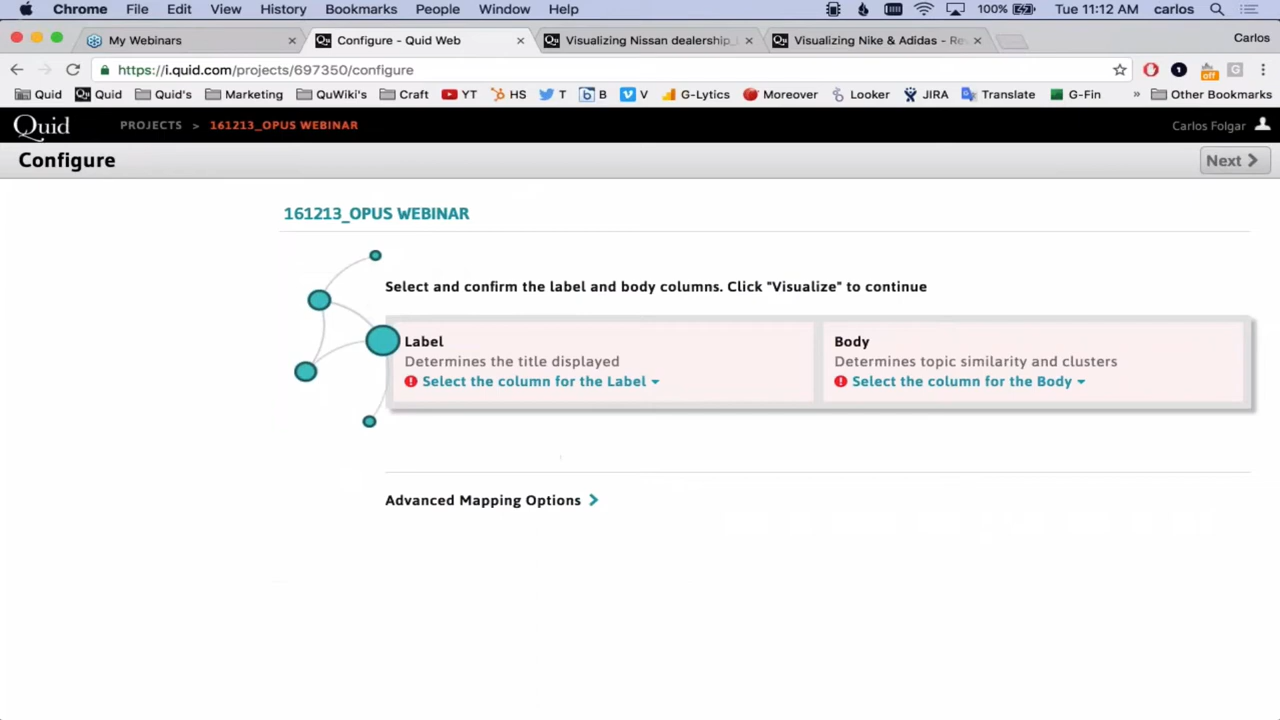 Chrome File Edit View History Bookmarks People Window Help 100% Tue 11:12 AM carlos
My Webinars Configure - Quid Web Visualizing Nissan dealership_ Visualizing Nike & Adidas - Re Carlos
https://i.quid.com/projects/697350/configure
Quid Quid Quid's Marketing QuWiki's Craft YT HS T B V G-Lytics Moreover Looker JIRA Translate G-Fin » Other Bookmarks
Quid PROJECTS > 161213_OPUS WEBINAR Carlos Folgar
Configure Next
161213_OPUS WEBINAR
Select and confirm the label and body columns. Click "Visualize" to continue
Label
Determines the title displayed
Select the column for the Label
Body
Determines topic similarity and clusters
Select the column for the Body
Advanced Mapping Options